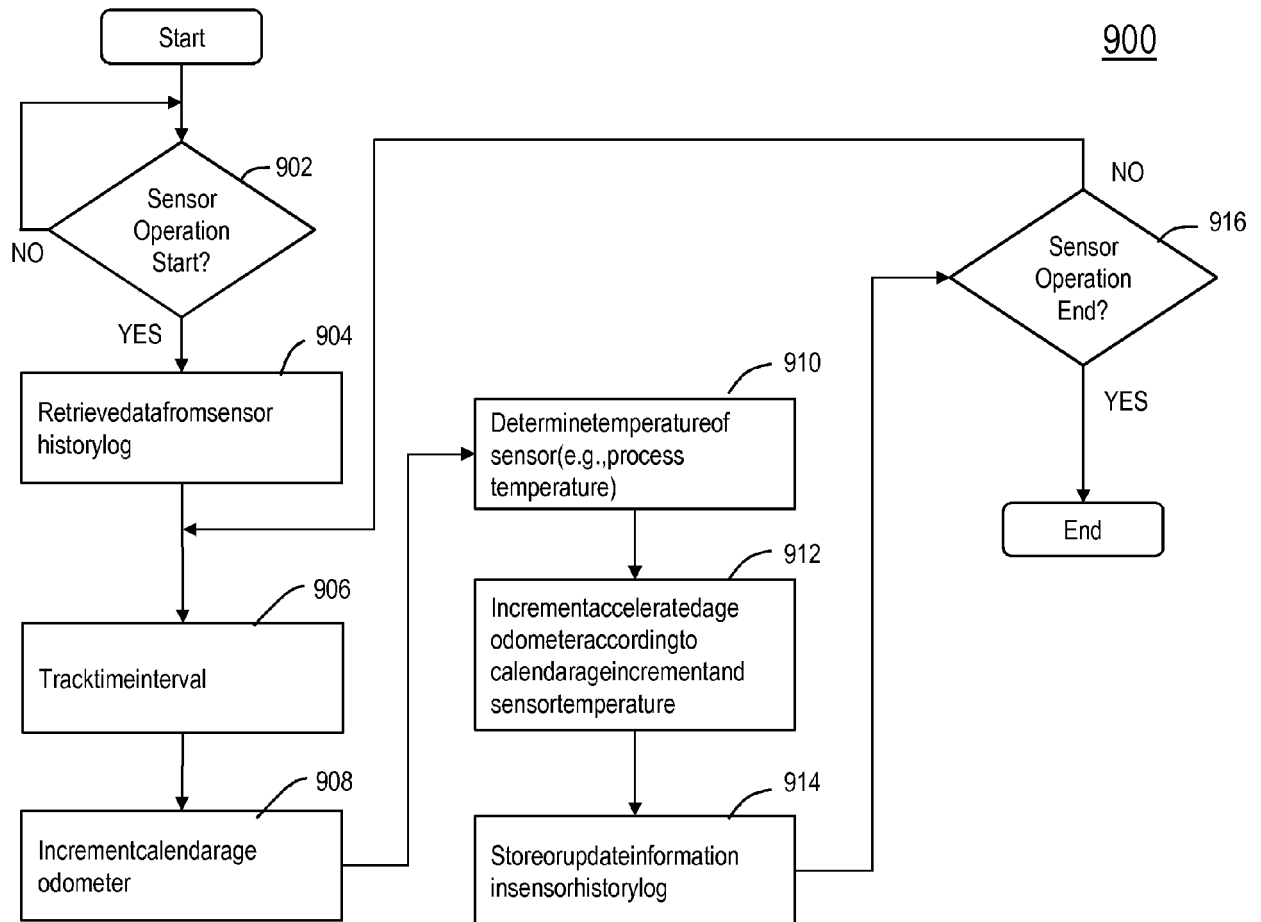 Start
900
902
Sensor
Operation
Start?
NO
YES
904
Retrievedatafromsensor
historylog
906
Tracktimeinterval
908
Incrementcalendarage
odometer
910
Determinetemperatureof
sensor(e.g.,process
temperature)
912
Incrementacceleratedage
odometeraccordingto
calendarageincrementand
sensortemperature
914
Storeorupdateinformation
insensorhistorylog
NO
916
Sensor
Operation
End?
YES
End